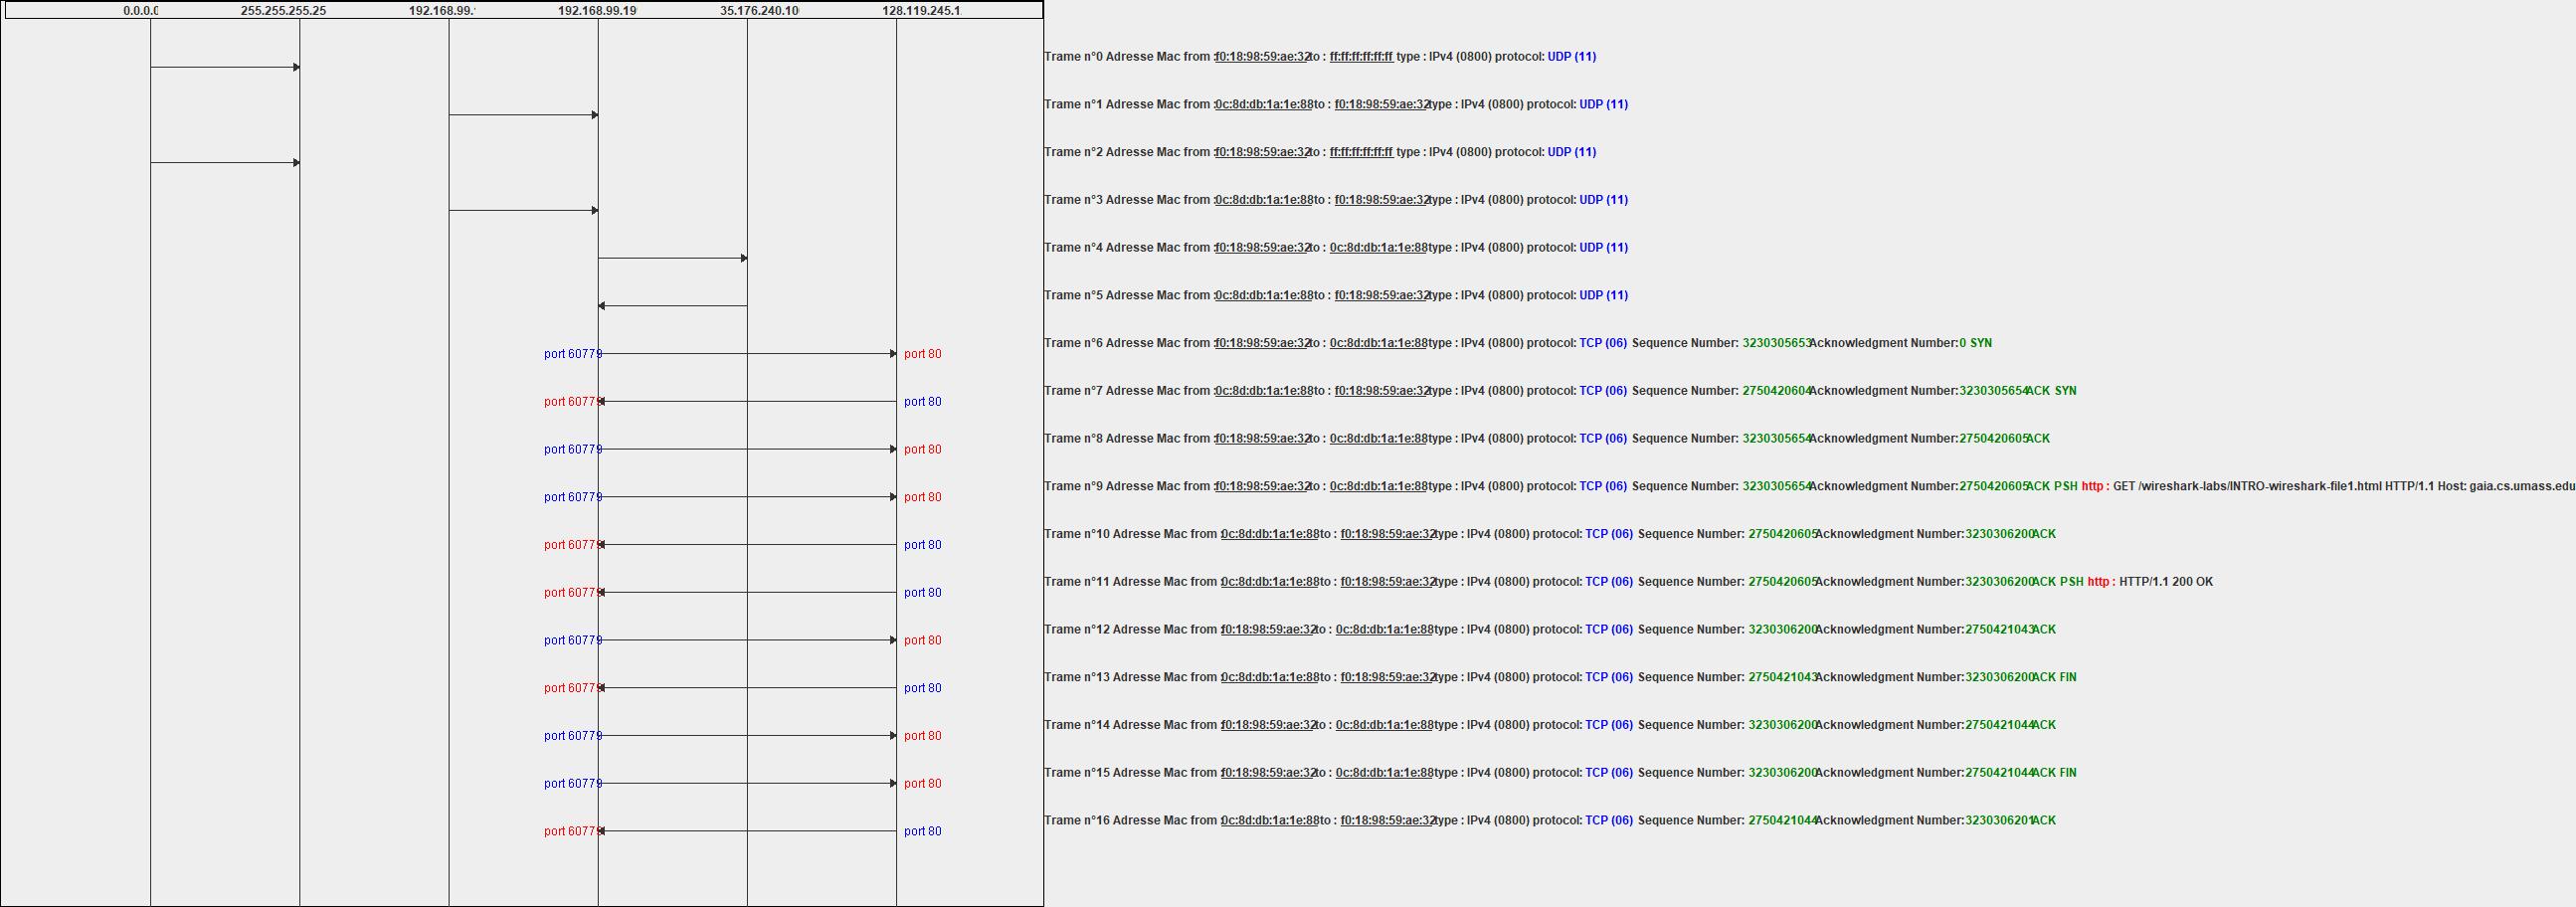 0.0.0.0 255.255.255.25 192.168.99. 192.168.99.19 35.176.240.10 128.119.245.1
Trame n°0 Adresse Mac from :f0:18:98:59:ae:32 to : ff:ff:ff:ff:ff:ff type : IPv4 (0800) protocol: UDP (11)
Trame n°1 Adresse Mac from :0c:8d:db:1a:1e:88 to : f0:18:98:59:ae:32 type : IPv4 (0800) protocol: UDP (11)
Trame n°2 Adresse Mac from :f0:18:98:59:ae:32 to : ff:ff:ff:ff:ff:ff type : IPv4 (0800) protocol: UDP (11)
Trame n°3 Adresse Mac from :0c:8d:db:1a:1e:88 to : f0:18:98:59:ae:32 type : IPv4 (0800) protocol: UDP (11)
Trame n°4 Adresse Mac from :f0:18:98:59:ae:32 to : 0c:8d:db:1a:1e:88 type : IPv4 (0800) protocol: UDP (11)
Trame n°5 Adresse Mac from :0c:8d:db:1a:1e:88 to : f0:18:98:59:ae:32 type : IPv4 (0800) protocol: UDP (11)
port 60779 port 80 Trame n°6 Adresse Mac from :f0:18:98:59:ae:32 to : 0c:8d:db:1a:1e:88 type : IPv4 (0800) protocol: TCP (06) Sequence Number: 3230305653 Acknowledgment Number: 0 SYN
port 60779 port 80 Trame n°7 Adresse Mac from :0c:8d:db:1a:1e:88 to : f0:18:98:59:ae:32 type : IPv4 (0800) protocol: TCP (06) Sequence Number: 2750420604 Acknowledgment Number: 3230305654 ACK SYN
port 60779 port 80 Trame n°8 Adresse Mac from :f0:18:98:59:ae:32 to : 0c:8d:db:1a:1e:88 type : IPv4 (0800) protocol: TCP (06) Sequence Number: 3230305654 Acknowledgment Number: 2750420605 ACK
port 60779 port 80 Trame n°9 Adresse Mac from :f0:18:98:59:ae:32 to : 0c:8d:db:1a:1e:88 type : IPv4 (0800) protocol: TCP (06) Sequence Number: 3230305654 Acknowledgment Number: 2750420605 ACK PSH http : GET /wireshark-labs/INTRO-wireshark-file1.html HTTP/1.1 Host: gaia.cs.umass.edu
port 60779 port 80 Trame n°10 Adresse Mac from :0c:8d:db:1a:1e:88 to : f0:18:98:59:ae:32 type : IPv4 (0800) protocol: TCP (06) Sequence Number: 2750420605 Acknowledgment Number: 3230306200 ACK
port 60779 port 80 Trame n°11 Adresse Mac from :0c:8d:db:1a:1e:88 to : f0:18:98:59:ae:32 type : IPv4 (0800) protocol: TCP (06) Sequence Number: 2750420605 Acknowledgment Number: 3230306200 ACK PSH http : HTTP/1.1 200 OK
port 60779 port 80 Trame n°12 Adresse Mac from :f0:18:98:59:ae:32 to : 0c:8d:db:1a:1e:88 type : IPv4 (0800) protocol: TCP (06) Sequence Number: 3230306200 Acknowledgment Number: 2750421043 ACK
port 60779 port 80 Trame n°13 Adresse Mac from :0c:8d:db:1a:1e:88 to : f0:18:98:59:ae:32 type : IPv4 (0800) protocol: TCP (06) Sequence Number: 2750421043 Acknowledgment Number: 3230306200 ACK FIN
port 60779 port 80 Trame n°14 Adresse Mac from :f0:18:98:59:ae:32 to : 0c:8d:db:1a:1e:88 type : IPv4 (0800) protocol: TCP (06) Sequence Number: 3230306200 Acknowledgment Number: 2750421044 ACK
port 60779 port 80 Trame n°15 Adresse Mac from :f0:18:98:59:ae:32 to : 0c:8d:db:1a:1e:88 type : IPv4 (0800) protocol: TCP (06) Sequence Number: 3230306200 Acknowledgment Number: 2750421044 ACK FIN
port 60779 port 80 Trame n°16 Adresse Mac from :0c:8d:db:1a:1e:88 to : f0:18:98:59:ae:32 type : IPv4 (0800) protocol: TCP (06) Sequence Number: 2750421044 Acknowledgment Number: 3230306201 ACK